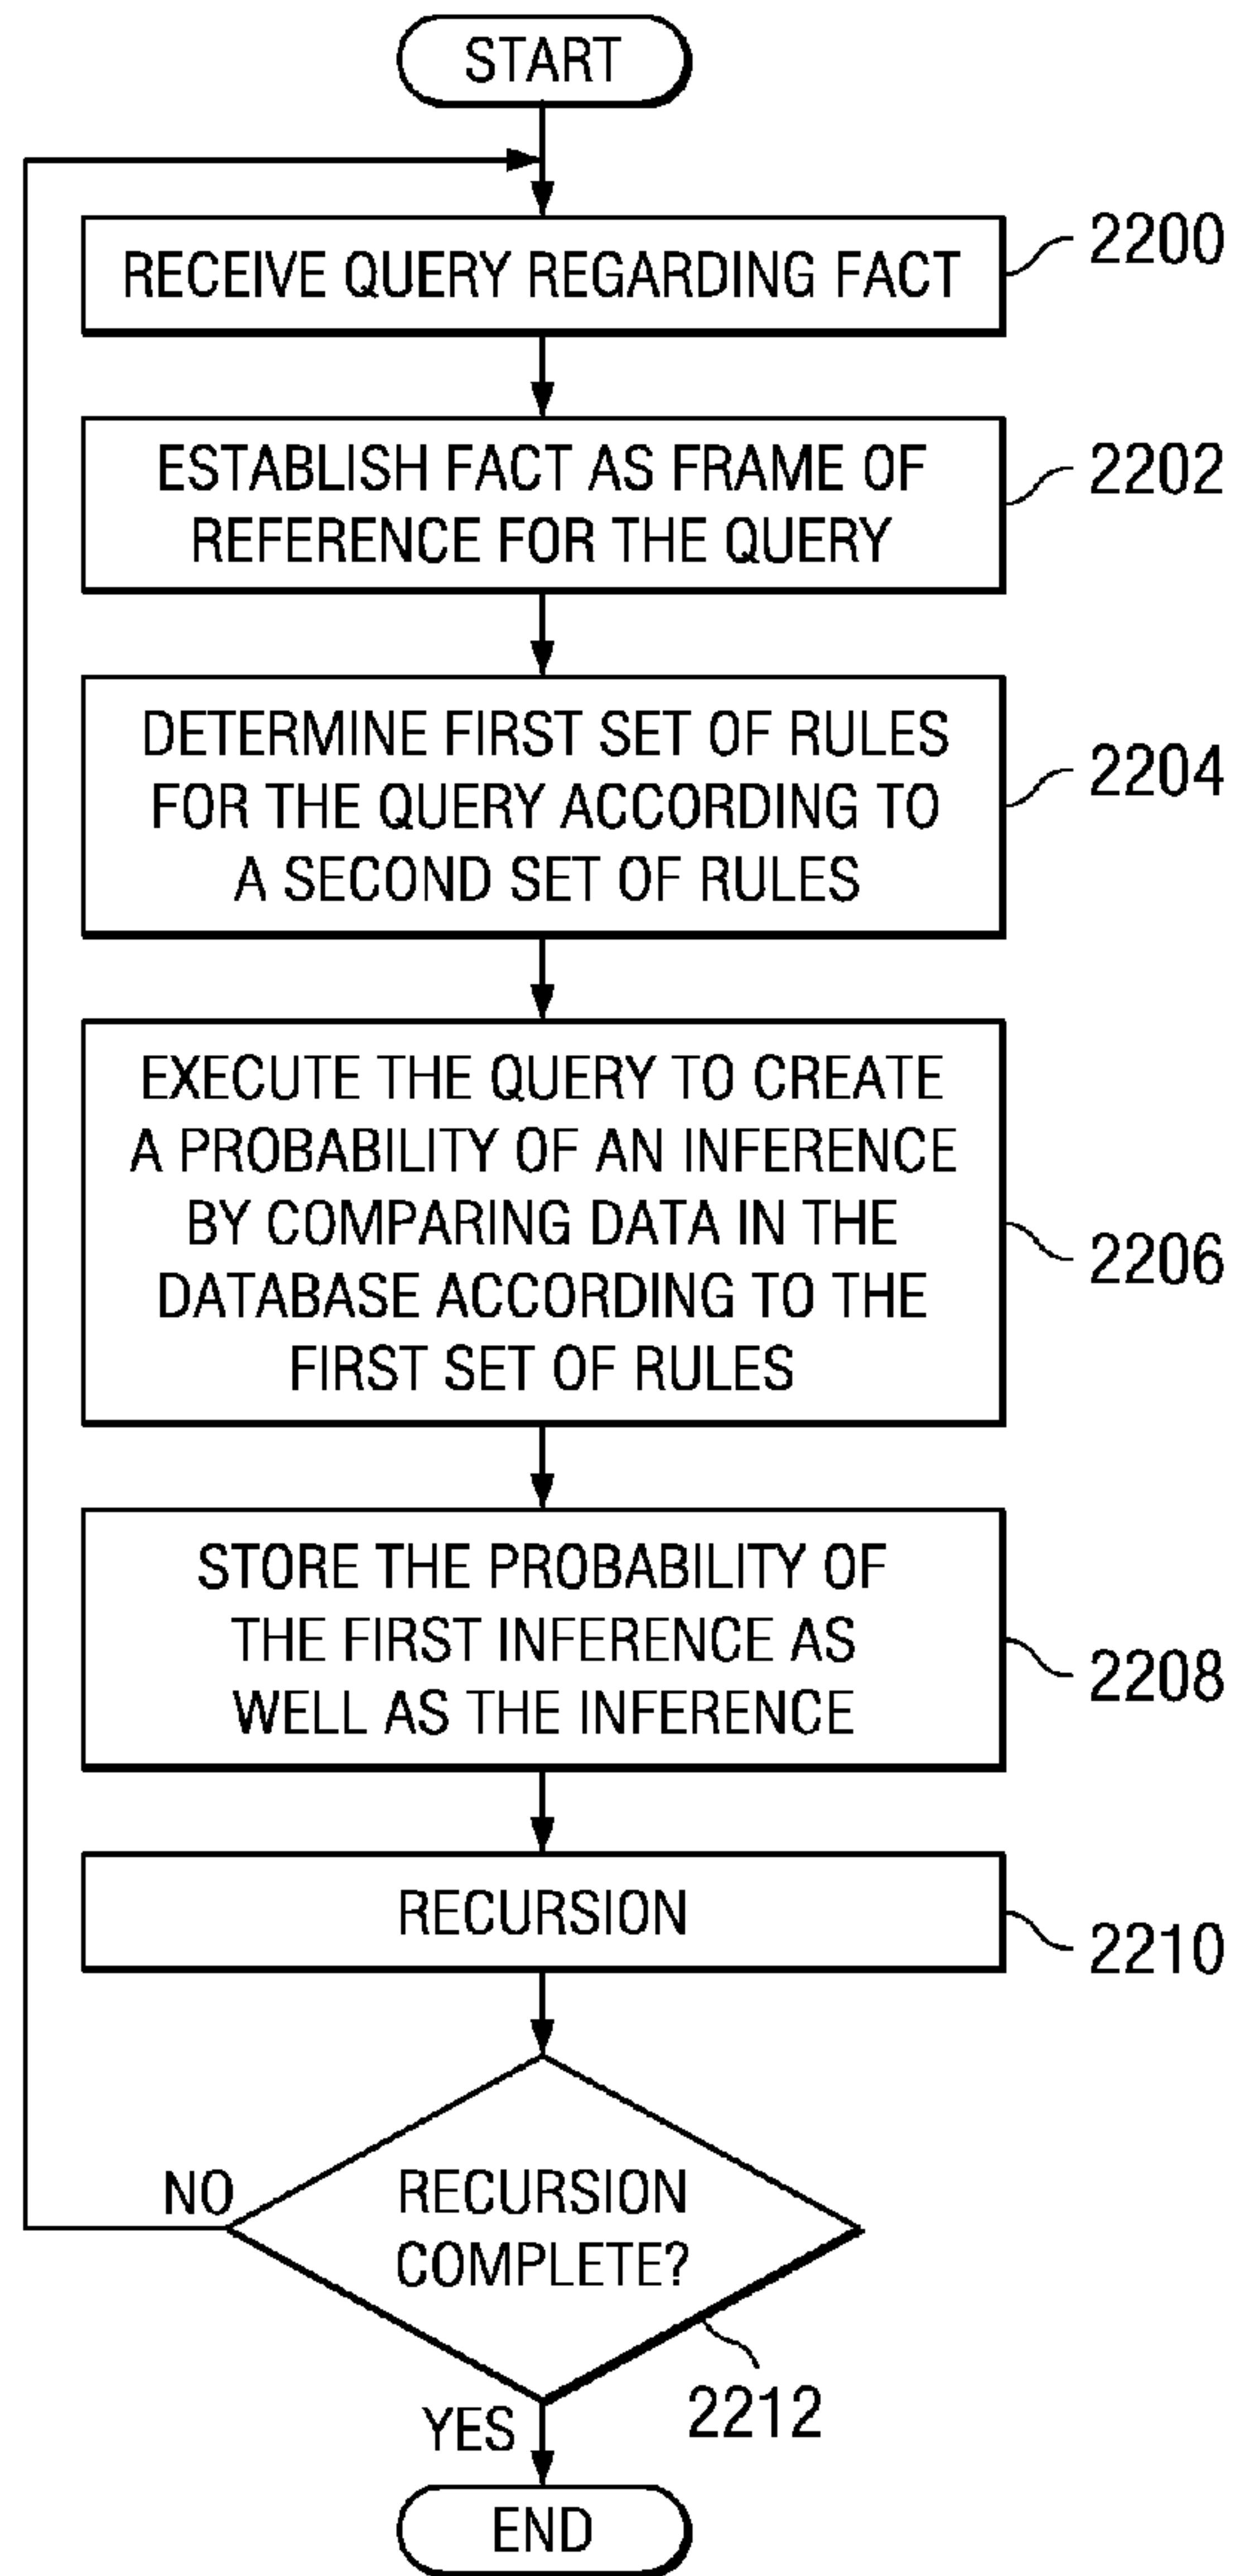 START
RECEIVE QUERY REGARDING FACT
2200
ESTABLISH FACT AS FRAME OF
REFERENCE FOR THE QUERY
2202
DETERMINE FIRST SET OF RULES
FOR THE QUERY ACCORDING TO
A SECOND SET OF RULES
2204
EXECUTE THE QUERY TO CREATE
A PROBABILITY OF AN INFERENCE
BY COMPARING DATA IN THE
DATABASE ACCORDING TO THE
FIRST SET OF RULES
2206
STORE THE PROBABILITY OF
THE FIRST INFERENCE AS
WELL AS THE INFERENCE
2208
RECURSION
2210
NO
RECURSION
COMPLETE?
2212
YES
END